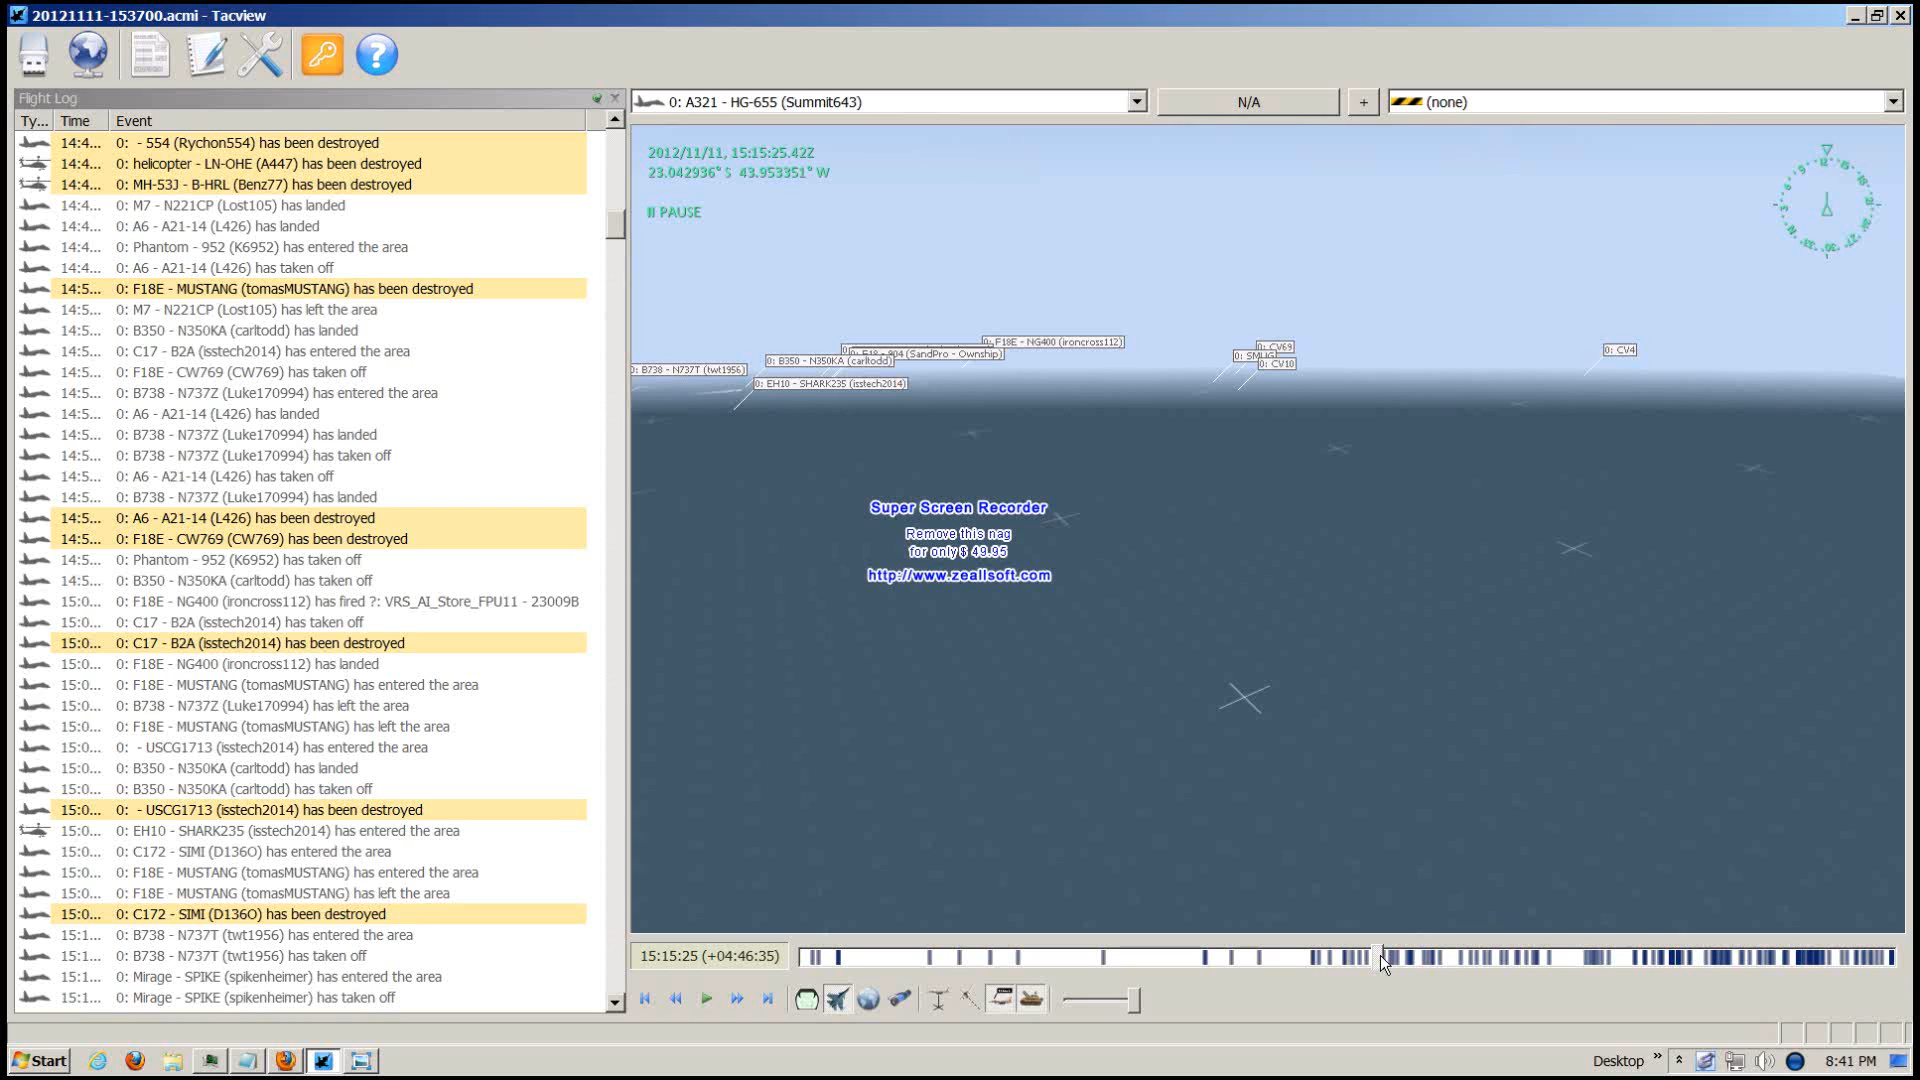 20121111-153700.acmi - Tacview
Flight Log
Ty... Time Event
14:4... 0: - 554 (Rychon554) has been destroyed
14:4... 0: helicopter - LN-OHE (A447) has been destroyed
14:4... 0: MH-53J - B-HRL (Benz77) has been destroyed
14:4... 0: M7 - N221CP (Lost105) has landed
14:4... 0: A6 - A21-14 (L426) has landed
14:4... 0: Phantom - 952 (K6952) has entered the area
14:4... 0: A6 - A21-14 (L426) has taken off
14:5... 0: F18E - MUSTANG (tomasMUSTANG) has been destroyed
14:5... 0: M7 - N221CP (Lost105) has left the area
14:5... 0: B350 - N350KA (carltodd) has landed
14:5... 0: C17 - B2A (isstech2014) has entered the area
14:5... 0: F18E - CW769 (CW769) has taken off
14:5... 0: B738 - N737Z (Luke170994) has entered the area
14:5... 0: A6 - A21-14 (L426) has landed
14:5... 0: B738 - N737Z (Luke170994) has landed
14:5... 0: B738 - N737Z (Luke170994) has taken off
14:5... 0: A6 - A21-14 (L426) has taken off
14:5... 0: B738 - N737Z (Luke170994) has landed
14:5... 0: A6 - A21-14 (L426) has been destroyed
14:5... 0: F18E - CW769 (CW769) has been destroyed
14:5... 0: Phantom - 952 (K6952) has taken off
14:5... 0: B350 - N350KA (carltodd) has taken off
15:0... 0: F18E - NG400 (ironcross112) has fired ?: VRS_AI_Store_FPU11 - 23009B
15:0... 0: C17 - B2A (isstech2014) has taken off
15:0... 0: C17 - B2A (isstech2014) has been destroyed
15:0... 0: F18E - NG400 (ironcross112) has landed
15:0... 0: F18E - MUSTANG (tomasMUSTANG) has entered the area
15:0... 0: B738 - N737Z (Luke170994) has left the area
15:0... 0: F18E - MUSTANG (tomasMUSTANG) has left the area
15:0... 0: - USCG1713 (isstech2014) has entered the area
15:0... 0: B350 - N350KA (carltodd) has landed
15:0... 0: B350 - N350KA (carltodd) has taken off
15:0... 0: - USCG1713 (isstech2014) has been destroyed
15:0... 0: EH10 - SHARK235 (isstech2014) has entered the area
15:0... 0: C172 - SIMI (D136O) has entered the area
15:0... 0: F18E - MUSTANG (tomasMUSTANG) has entered the area
15:0... 0: F18E - MUSTANG (tomasMUSTANG) has left the area
15:0... 0: C172 - SIMI (D136O) has been destroyed
15:1... 0: B738 - N737T (twt1956) has entered the area
15:1... 0: B738 - N737T (twt1956) has taken off
15:1... 0: Mirage - SPIKE (spikenheimer) has entered the area
15:1... 0: Mirage - SPIKE (spikenheimer) has taken off
0: A321 - HG-655 (Summit643)
N/A
+
(none)
2012/11/11, 15:15:25.42Z
23.042936° S 43.953351° W
PAUSE
0: F18E - NG400 (ironcross112)
904 (SandPro - Ownship)
0: B350 - N350KA (carltodd)
0: B738 - N737T (twt1956)
0: EH10 - SHARK235 (isstech2014)
0: CV69
0: CV10
0: CV4
Super Screen Recorder
Remove this nag
for only $ 49.95
http://www.zeallsoft.com
15:15:25 (+04:46:35)
Start
Desktop
8:41 PM